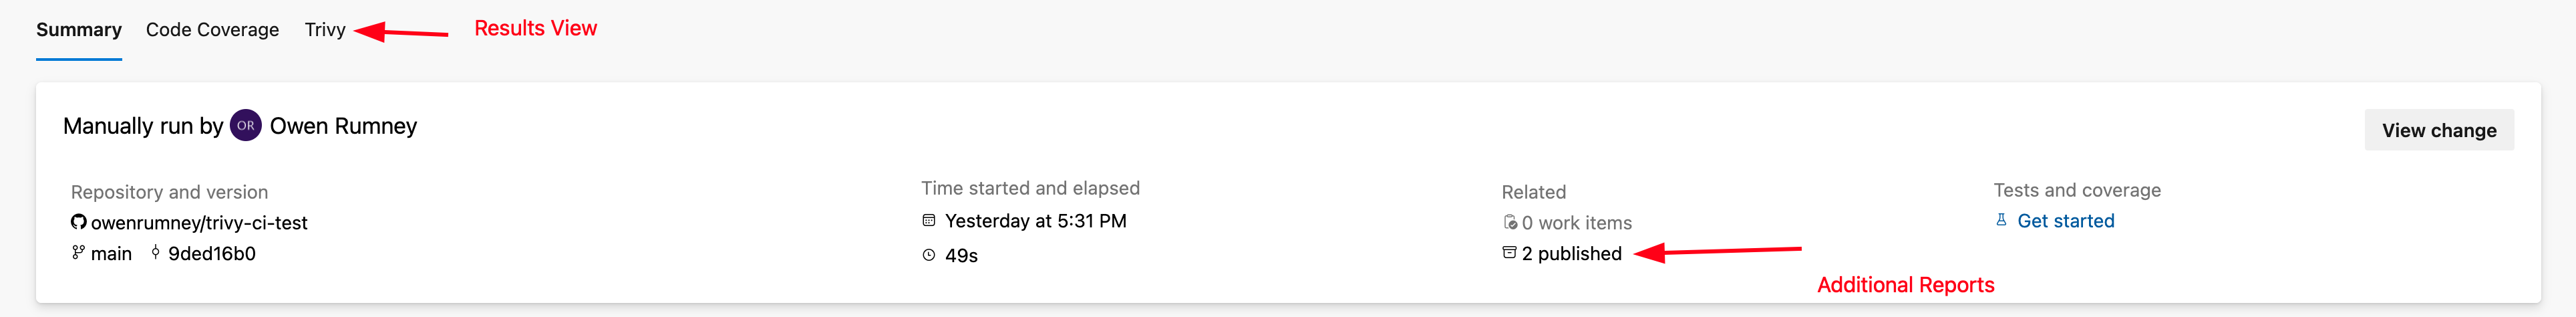 Summary Code Coverage Trivy Results View
Manually run by OR Owen Rumney
View change
Repository and version
owenrumney/trivy-ci-test
main 9ded16b0
Time started and elapsed
Yesterday at 5:31 PM
49s
Related
0 work items
2 published
Additional Reports
Tests and coverage
Get started